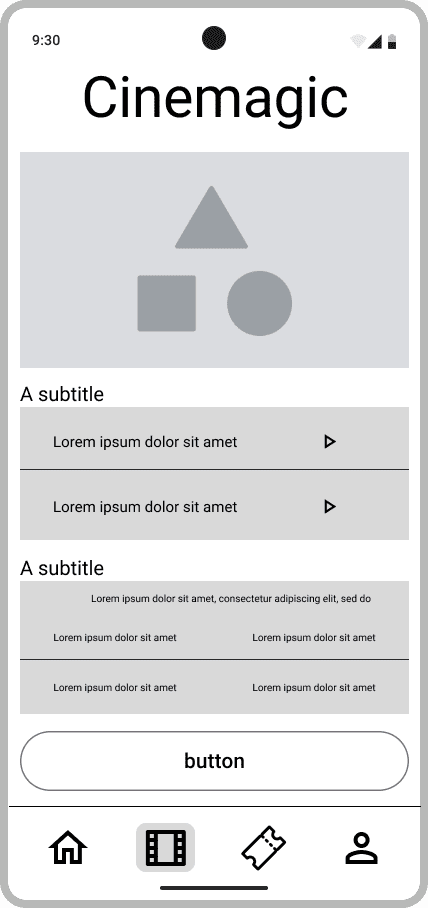 9:30
Cinemagic
A subtitle
Lorem ipsum dolor sit amet
Lorem ipsum dolor sit amet
A subtitle
Lorem ipsum dolor sit amet, consectetur adipiscing elit, sed do
Lorem ipsum dolor sit amet Lorem ipsum dolor sit amet
Lorem ipsum dolor sit amet Lorem ipsum dolor sit amet
button